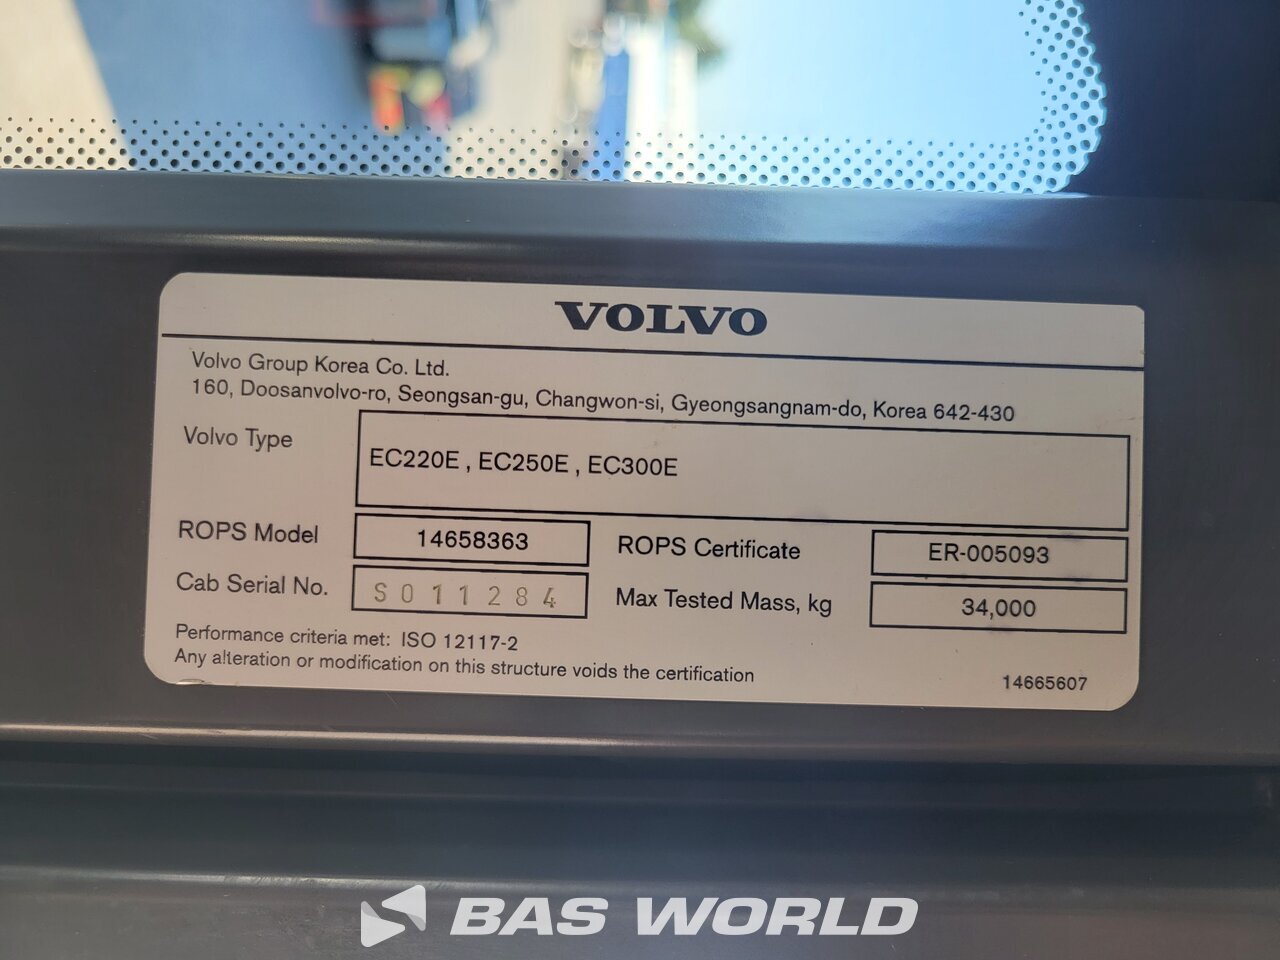 VOLVO
Volvo Group Korea Co. Ltd.
160, Doosanvolvo-ro, Seongsan-gu, Changwon-si, Gyeongsangnam-do, Korea 642-430
Volvo Type EC220E , EC250E , EC300E
ROPS Model 14658363 ROPS Certificate ER-005093
Cab Serial No. S011284 Max Tested Mass, kg 34,000
Performance criteria met: ISO 12117-2
Any alteration or modification on this structure voids the certification 14665607
BAS WORLD